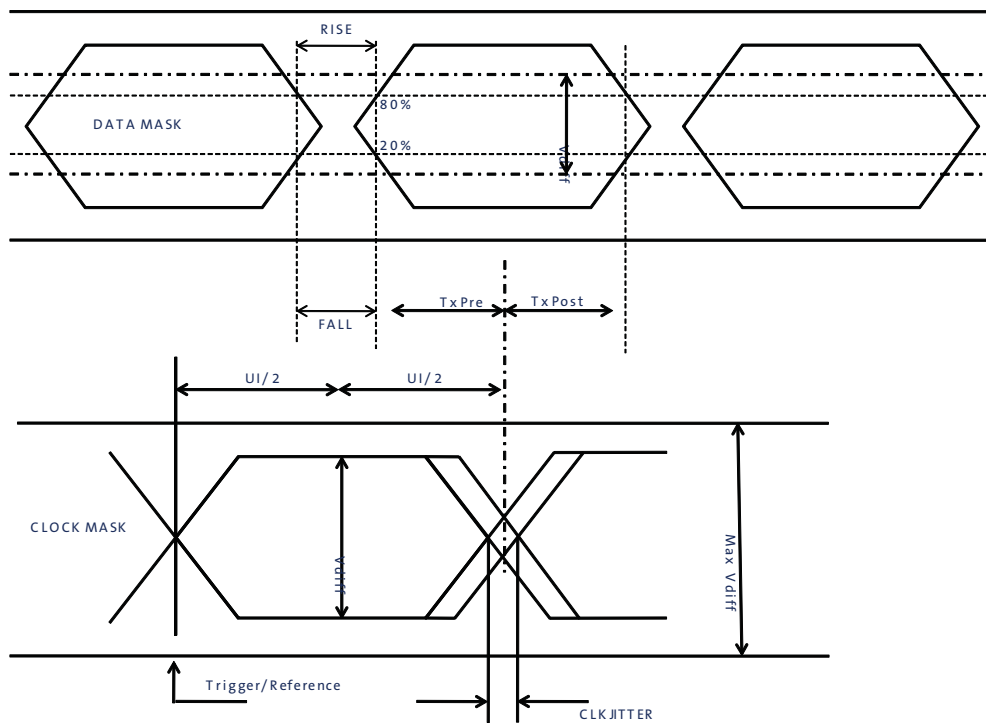 RISE
80%
DATA MASK
20%
Vdiff
TxPre
TxPost
FALL
UI/2
UI/2
CLOCK MASK
Vdiff
Max Vdiff
Trigger/Reference
CLKJITTER